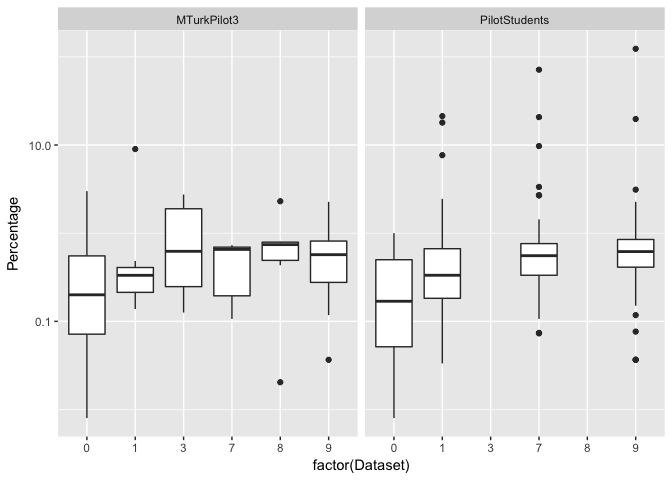 MTurkPilot3 PilotStudents
10.0
0.1
Percentage
0 1 3 7 8 9 0 1 3 7 8 9
factor(Dataset)